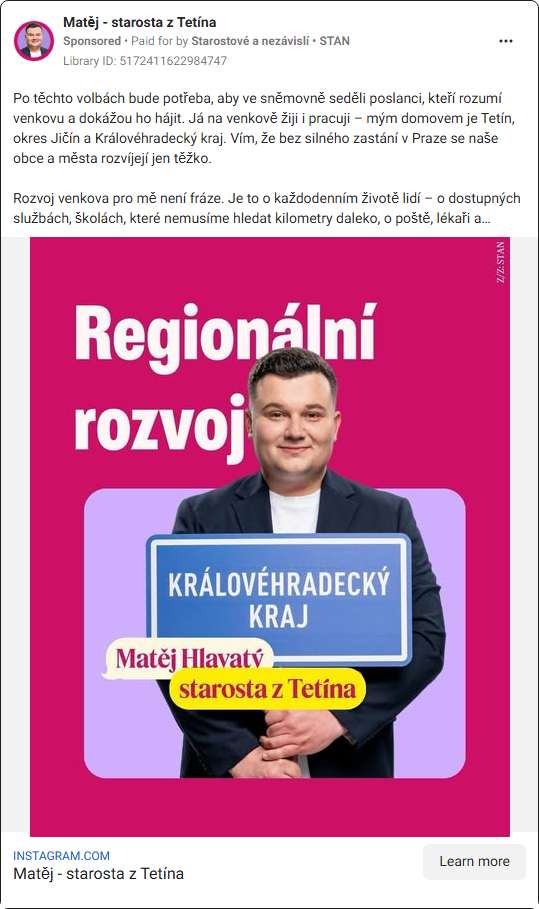 Matěj - starosta z Tetína
Sponsored • Paid for by Starostové a nezávislí • STAN
Library ID: 5172411622984747
Po těchto volbách bude potřeba, aby ve sněmovně seděli poslanci, kteří rozumí
venkovu a dokážou ho hájit. Já na venkově žiji i pracuji – mým domovem je Tetín,
okres Jičín a Královéhradecký kraj. Vím, že bez silného zastání v Praze se naše
obce a města rozvíjejí jen těžko.
Rozvoj venkova pro mě není fráze. Je to o každodenním životě lidí – o dostupných
službách, školách, které nemusíme hledat kilometry daleko, o poště, lékaři a...
Z/Z: STAN
Regionální
rozvoj
KRÁLOVÉHRADECKÝ
KRAJ
Matěj Hlavatý
starosta z Tetína
INSTAGRAM.COM
Matěj - starosta z Tetína
Learn more